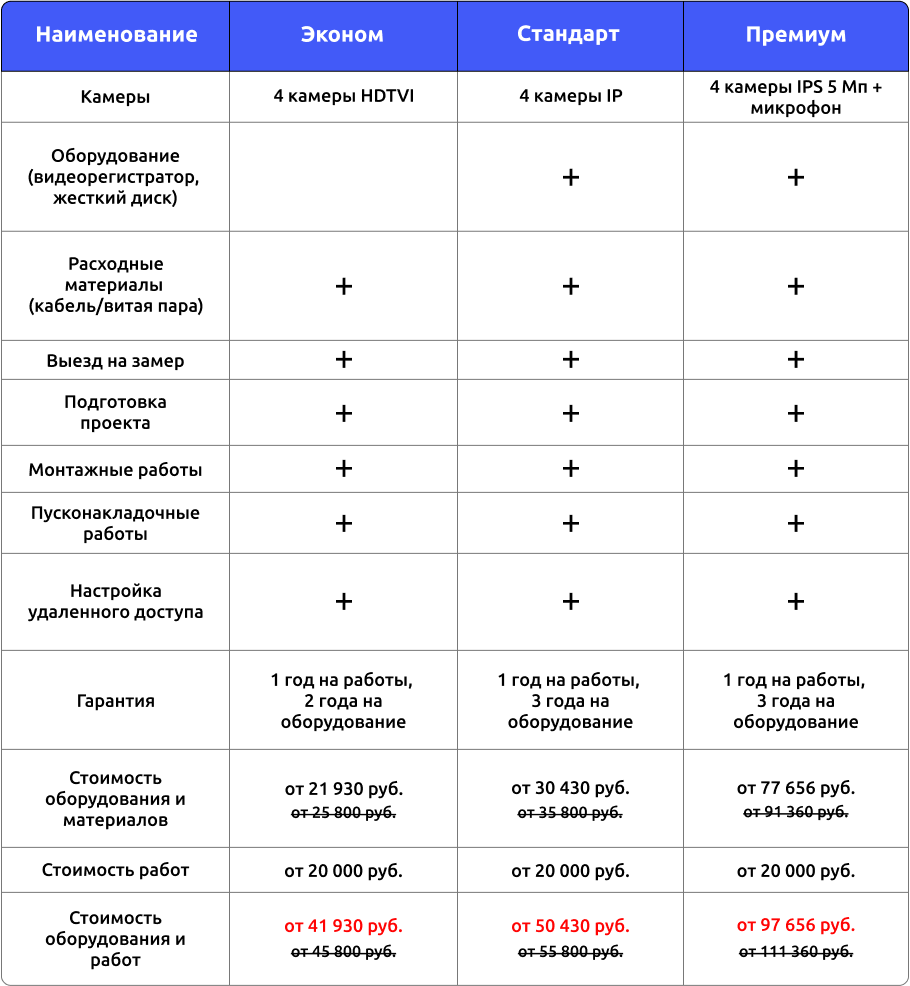 Наименование Эконом Стандарт Премиум
Камеры 4 камеры HDTVI 4 камеры IP 4 камеры IPS 5 Мп +
микрофон
Оборудование
(видеорегистратор,
жесткий диск)
+ +
Расходные
материалы
(кабель/витая пара)
+ + +
Выезд на замер + + +
Подготовка
проекта
+ + +
Монтажные работы + + +
Пусконакладочные
работы
+ + +
Настройка
удаленного доступа
+ + +
Гарантия
1 год на работы,
2 года на
оборудование
1 год на работы,
3 года на
оборудование
1 год на работы,
3 года на
оборудование
Стоимость
оборудования и
материалов
от 21 930 руб.
от 25 800 руб.
от 30 430 руб.
от 35 800 руб.
от 77 656 руб.
от 91 360 руб.
Стоимость работ от 20 000 руб. от 20 000 руб. от 20 000 руб.
Стоимость
оборудования и
работ
от 41 930 руб.
от 45 800 руб.
от 50 430 руб.
от 55 800 руб.
от 97 656 руб.
от 111 360 руб.